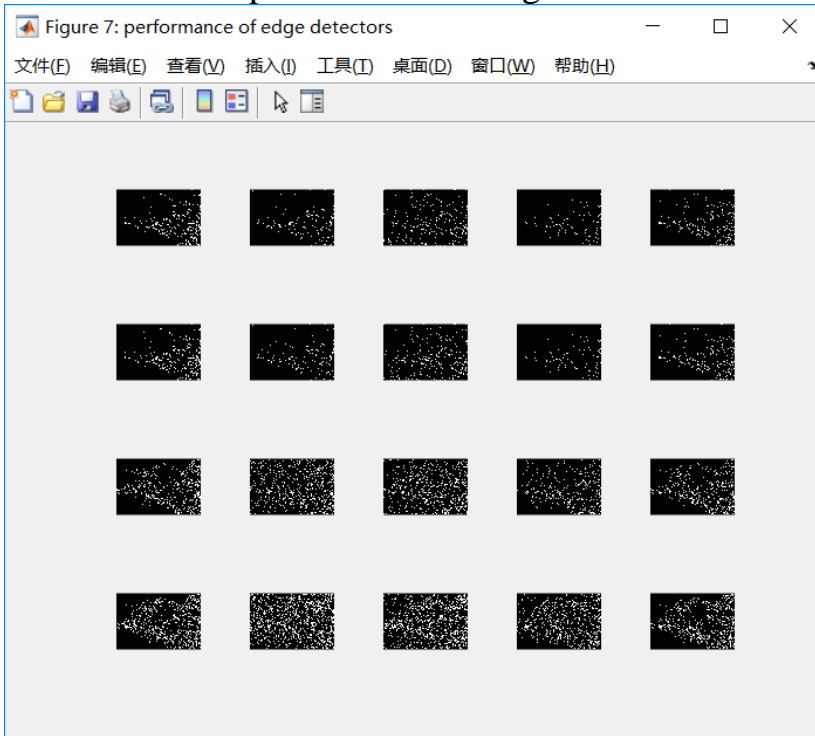 Figure 7: performance of edge detectors
文件(F) 编辑(E) 查看(V) 插入(I) 工具(T) 桌面(D) 窗口(W) 帮助(H)